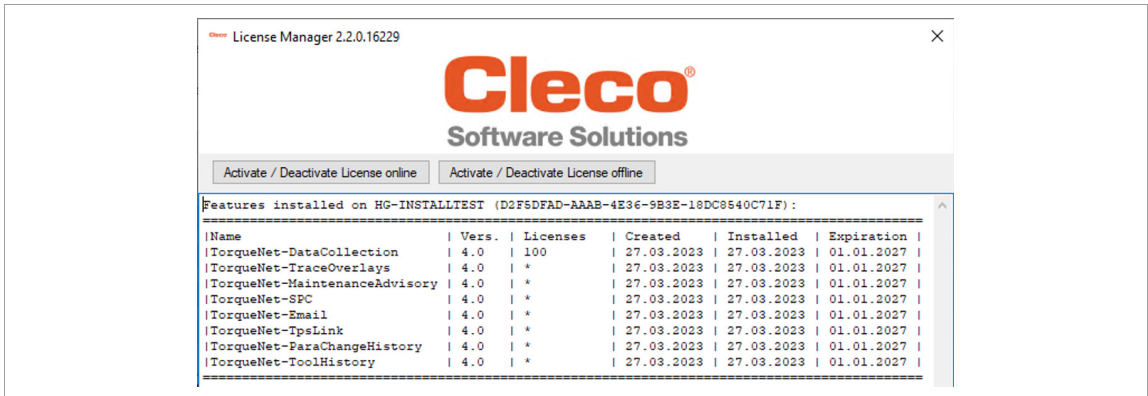 Cleco License Manager 2.2.0.16229
Cleco®
Software Solutions
Activate / Deactivate License online Activate / Deactivate License offline
Features installed on HG-INSTALLTEST (D2F5DFAD-AAAB-4E36-9B3E-18DC8540C71F):
================================================================================
|Name | Vers. | Licenses | Created | Installed | Expiration |
|TorqueNet-DataCollection | 4.0 | 100 | 27.03.2023 | 27.03.2023 | 01.01.2027 |
|TorqueNet-TraceOverlays | 4.0 | * | 27.03.2023 | 27.03.2023 | 01.01.2027 |
|TorqueNet-MaintenanceAdvisory | 4.0 | * | 27.03.2023 | 27.03.2023 | 01.01.2027 |
|TorqueNet-SPC | 4.0 | * | 27.03.2023 | 27.03.2023 | 01.01.2027 |
|TorqueNet-Email | 4.0 | * | 27.03.2023 | 27.03.2023 | 01.01.2027 |
|TorqueNet-TpsLink | 4.0 | * | 27.03.2023 | 27.03.2023 | 01.01.2027 |
|TorqueNet-ParaChangeHistory | 4.0 | * | 27.03.2023 | 27.03.2023 | 01.01.2027 |
|TorqueNet-ToolHistory | 4.0 | * | 27.03.2023 | 27.03.2023 | 01.01.2027 |
================================================================================